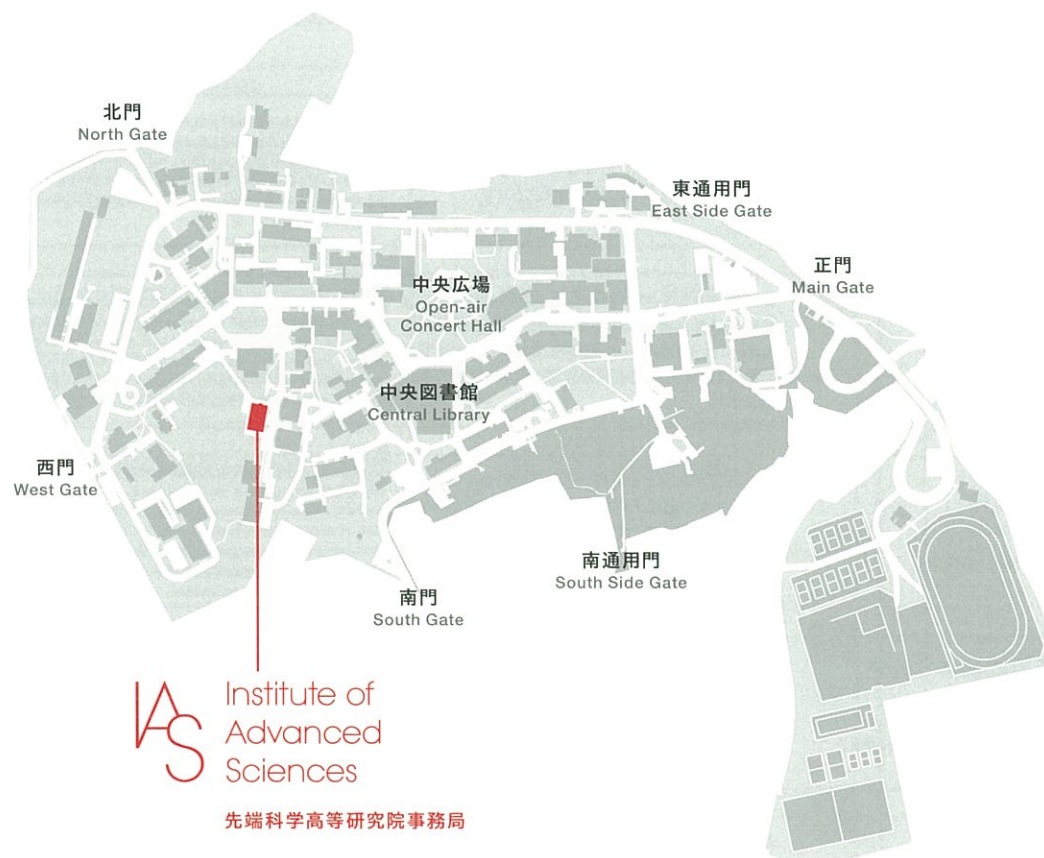 北門
North Gate
東通用門
East Side Gate
正門
Main Gate
中央広場
Open-air
Concert Hall
中央図書館
Central Library
西門
West Gate
南通用門
South Side Gate
南門
South Gate
IAS
Institute of
Advanced
Sciences
先端科学高等研究院事務局